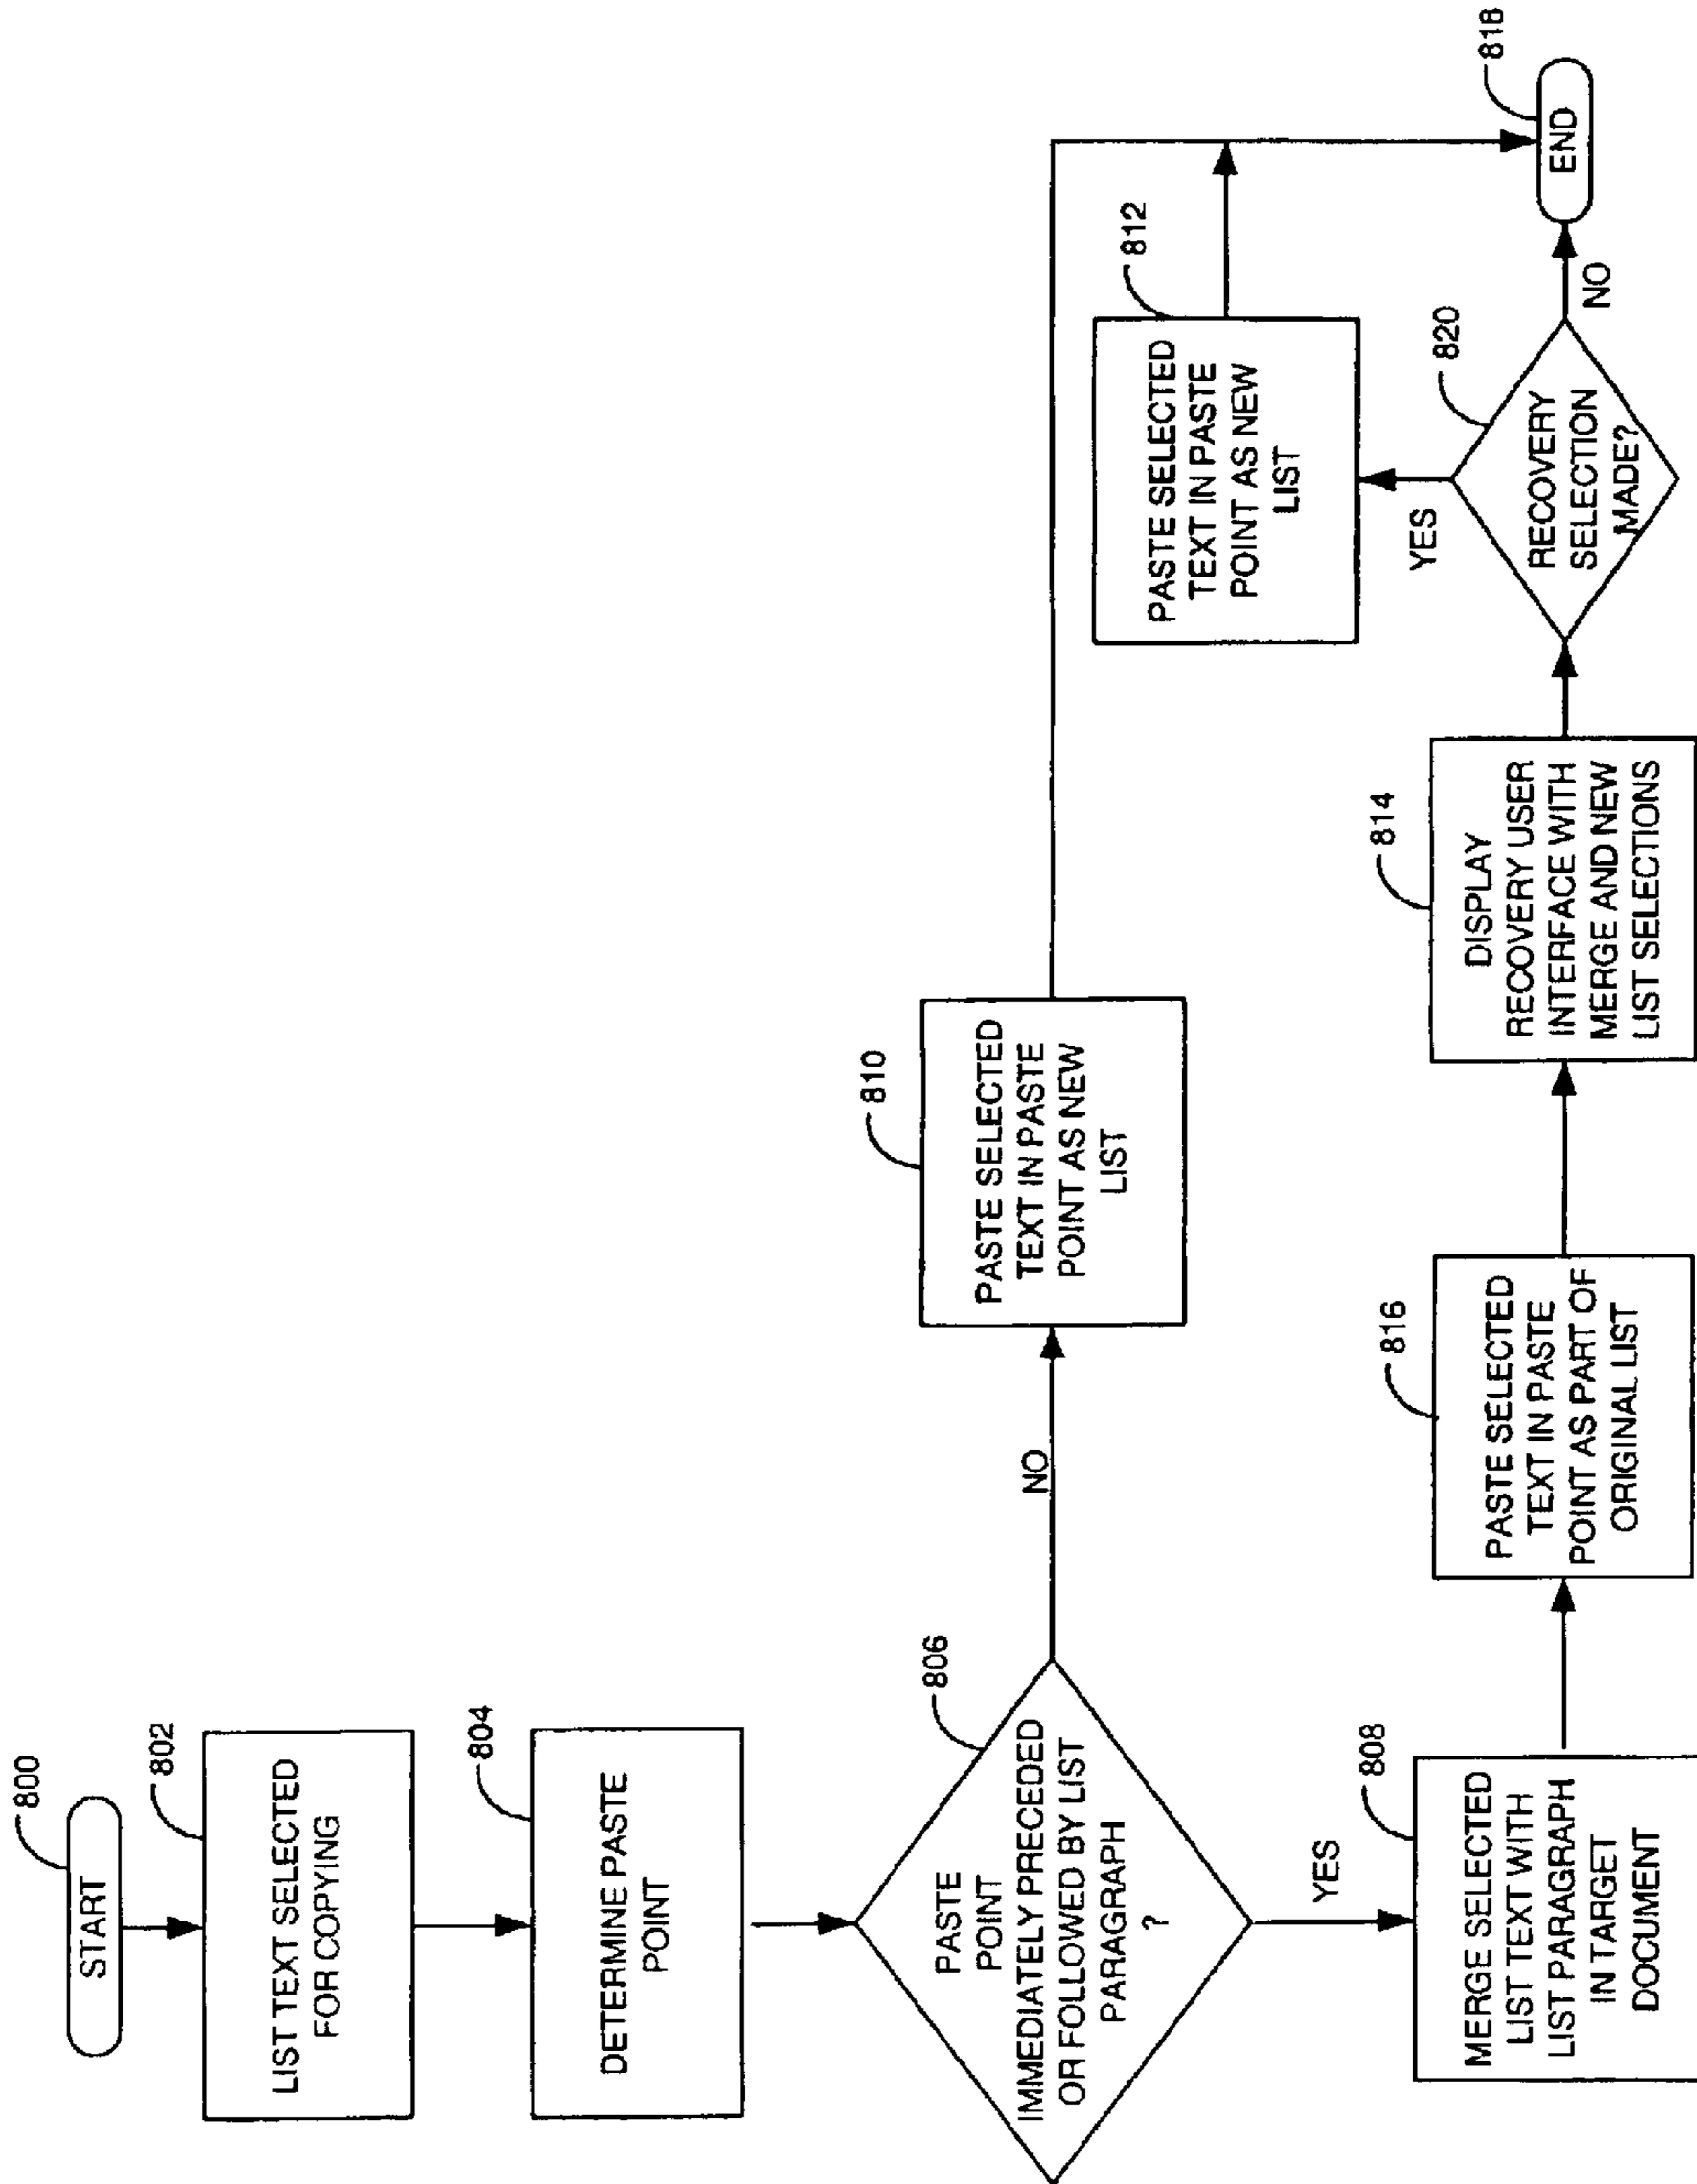 800
START
802
LIST TEXT SELECTED
FOR COPYING
804
DETERMINE PASTE
POINT
806
PASTE
POINT
IMMEDIATELY PRECEDED
OR FOLLOWED BY LIST
PARAGRAPH
?
NO
YES
810
PASTE SELECTED
TEXT IN PASTE
POINT AS NEW
LIST
808
MERGE SELECTED
LIST TEXT WITH
LIST PARAGRAPH
IN TARGET
DOCUMENT
816
PASTE SELECTED
TEXT IN PASTE
POINT AS PART OF
ORIGINAL LIST
814
DISPLAY
RECOVERY USER
INTERFACE WITH
MERGE AND NEW
LIST SELECTIONS
820
RECOVERY
SELECTION
MADE?
YES
NO
812
PASTE SELECTED
TEXT IN PASTE
POINT AS NEW
LIST
818
END